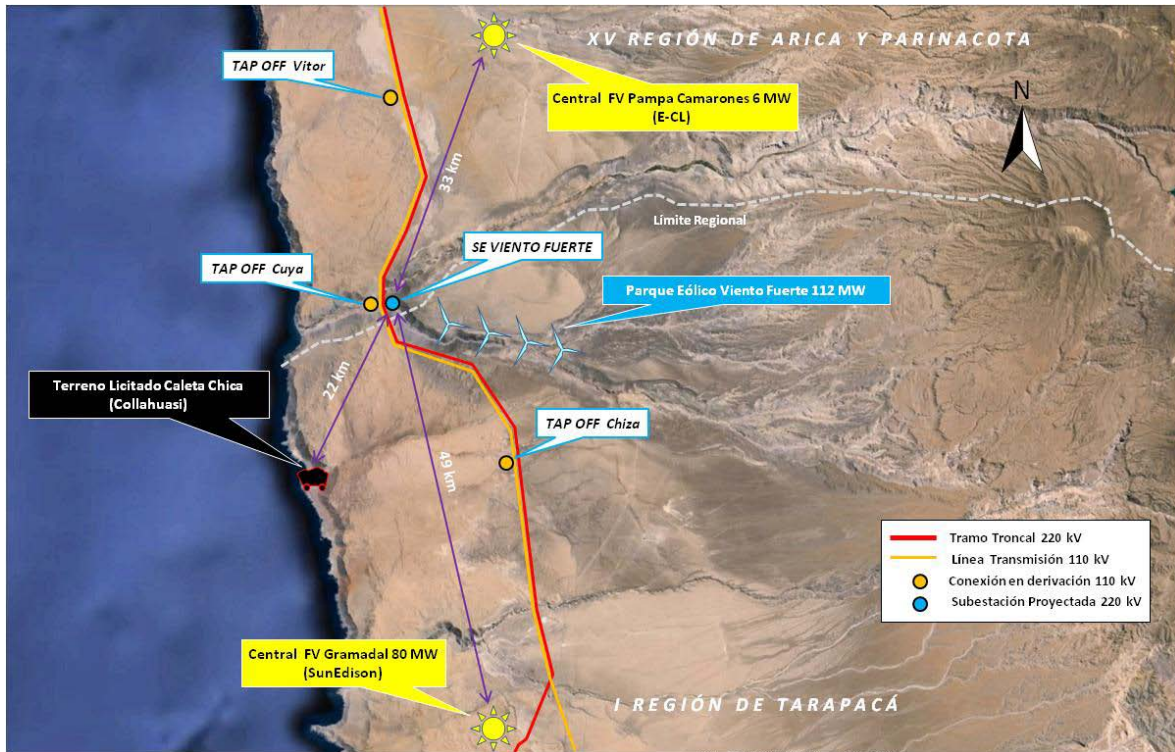 XV REGIÓN DE ARICA Y PARINACOTA
TAP OFF Vitor
Central FV Pampa Camarones 6 MW
(E-CL)
N
33 km
Límite Regional
SE VIENTO FUERTE
TAP OFF Cuya
Parque Eólico Viento Fuerte 112 MW
Terreno Licitado Caleta Chica
(Collahuasi)
22 km
TAP OFF Chiza
49 km
Tramo Troncal 220 kV
Línea Transmisión 110 kV
Conexión en derivación 110 kV
Subestación Proyectada 220 kV
Central FV Gramadal 80 MW
(SunEdison)
I REGIÓN DE TARAPACÁ